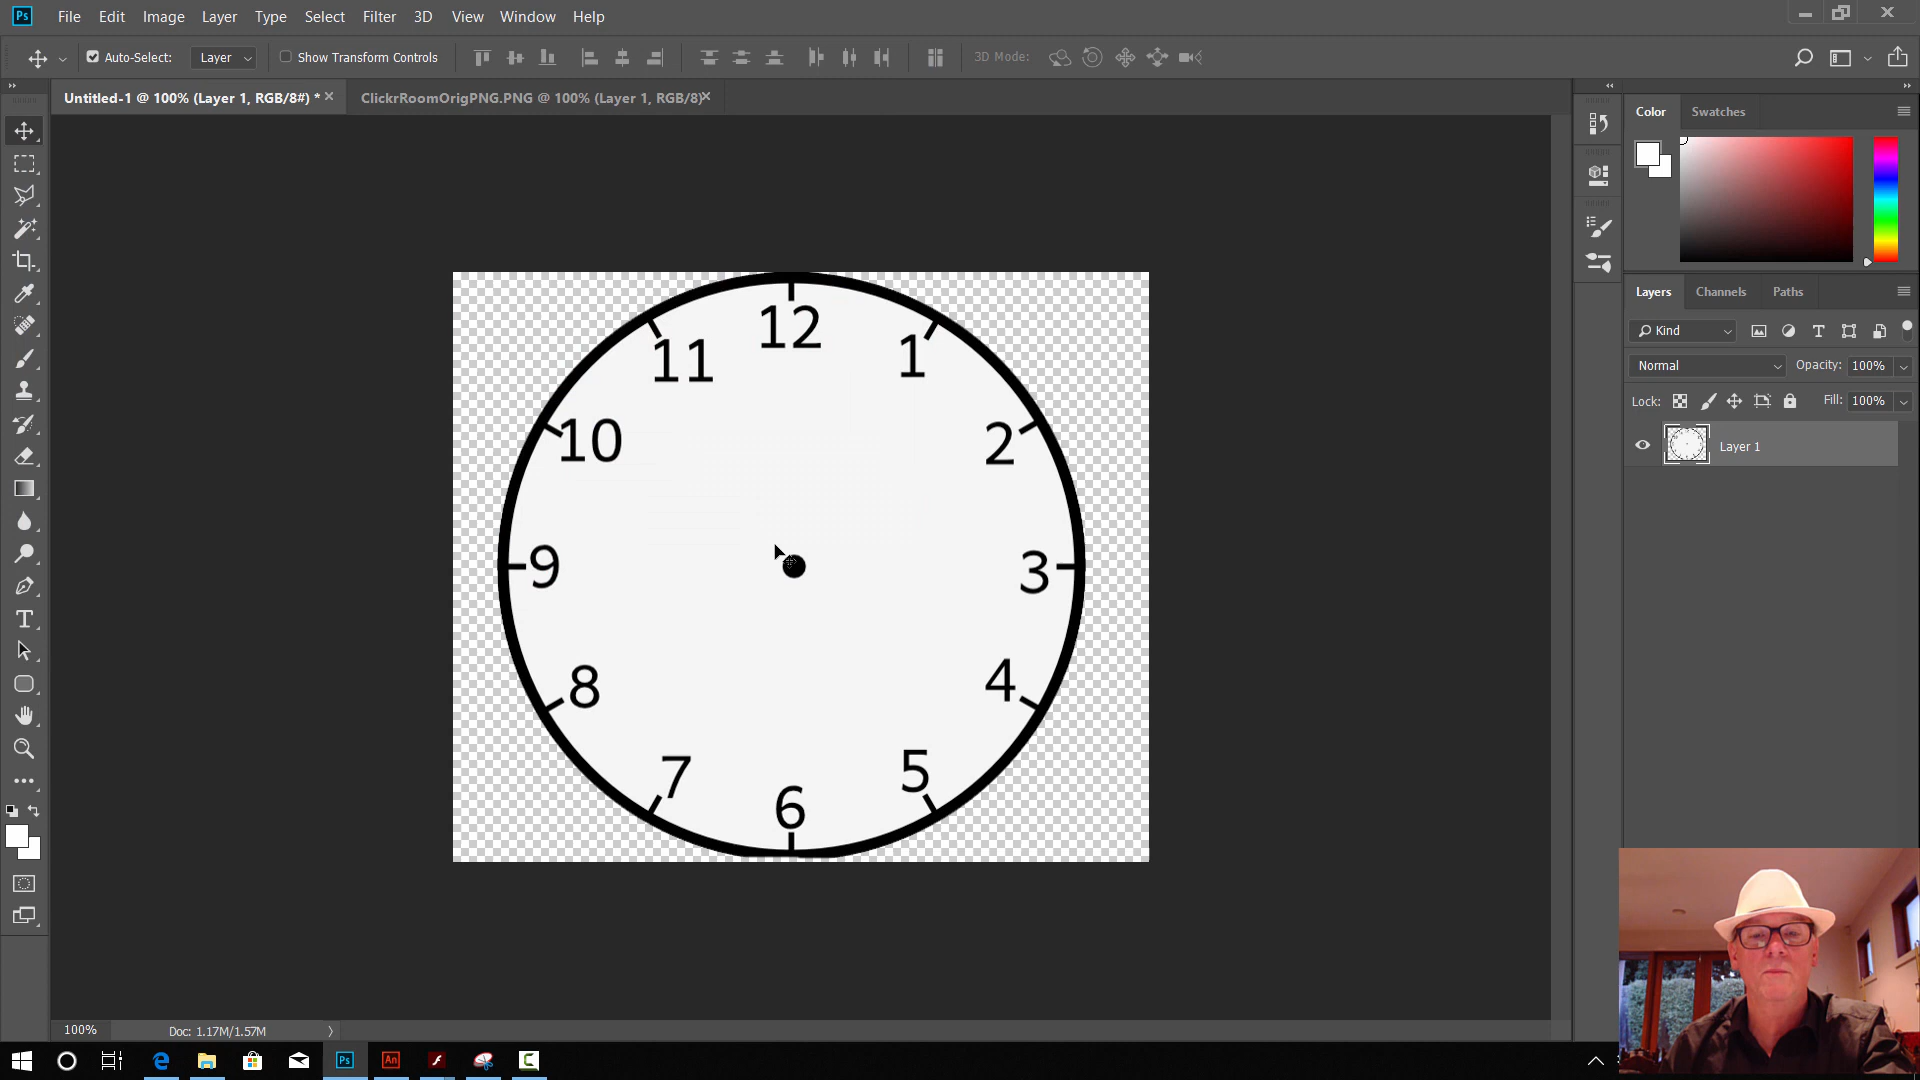 Ps File Edit Image Layer Type Select Filter 3D View Window Help
Auto-Select: Layer Show Transform Controls 3D Mode:
Untitled-1 @ 100% (Layer 1, RGB/8#) * ClickrRoomOrigPNG.PNG @ 100% (Layer 1, RGB/8)
Color Swatches
Layers Channels Paths
Kind
Normal Opacity: 100%
Lock: Fill: 100%
Layer 1
12
11 1
10 2
9 3
8 4
7 5
6
T
100% Doc: 1.17M/1.57M
Ps An